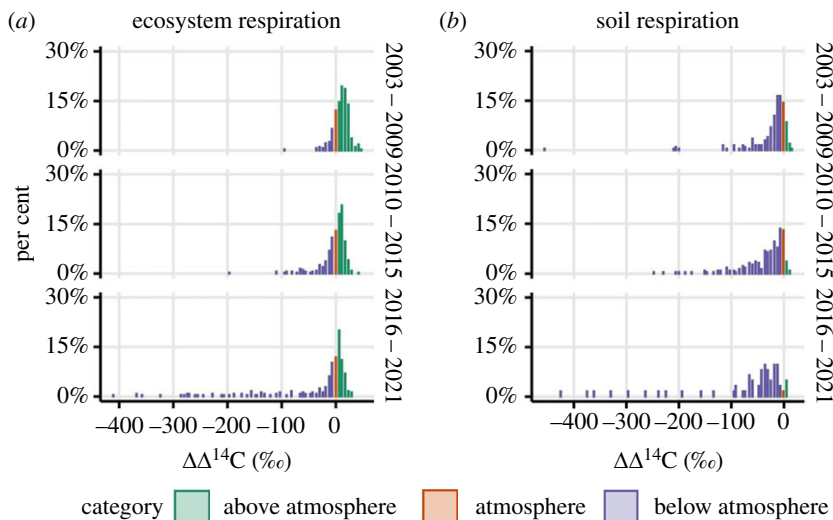 (a) ecosystem respiration
(b) soil respiration
per cent
30%
15%
0%
2003 – 2009
30%
15%
0%
2010 – 2015
30%
15%
0%
2016 – 2021
30%
15%
0%
2003 – 2009
30%
15%
0%
2010 – 2015
30%
15%
0%
2016 – 2021
–400 –300 –200 –100 0
–400 –300 –200 –100 0
ΔΔ¹⁴C (‰)
ΔΔ¹⁴C (‰)
category above atmosphere atmosphere below atmosphere